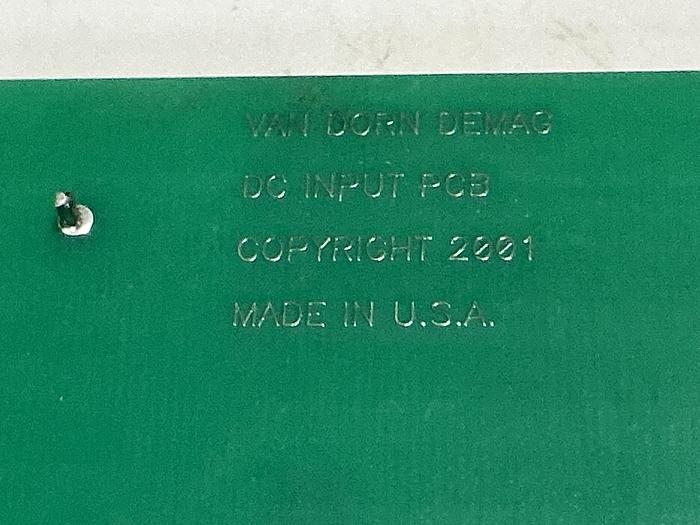 VAN DORN DEMAG
DC INPUT PCB
COPYRIGHT 2001
MADE IN U.S.A.